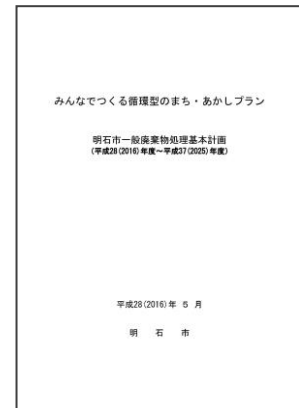 みんなでつくる循環型のまち・あかしプラン
明石市一般廃棄物処理基本計画
(平成28(2016)年度～平成37(2025)年度)
平成28(2016)年 5 月
明 石 市